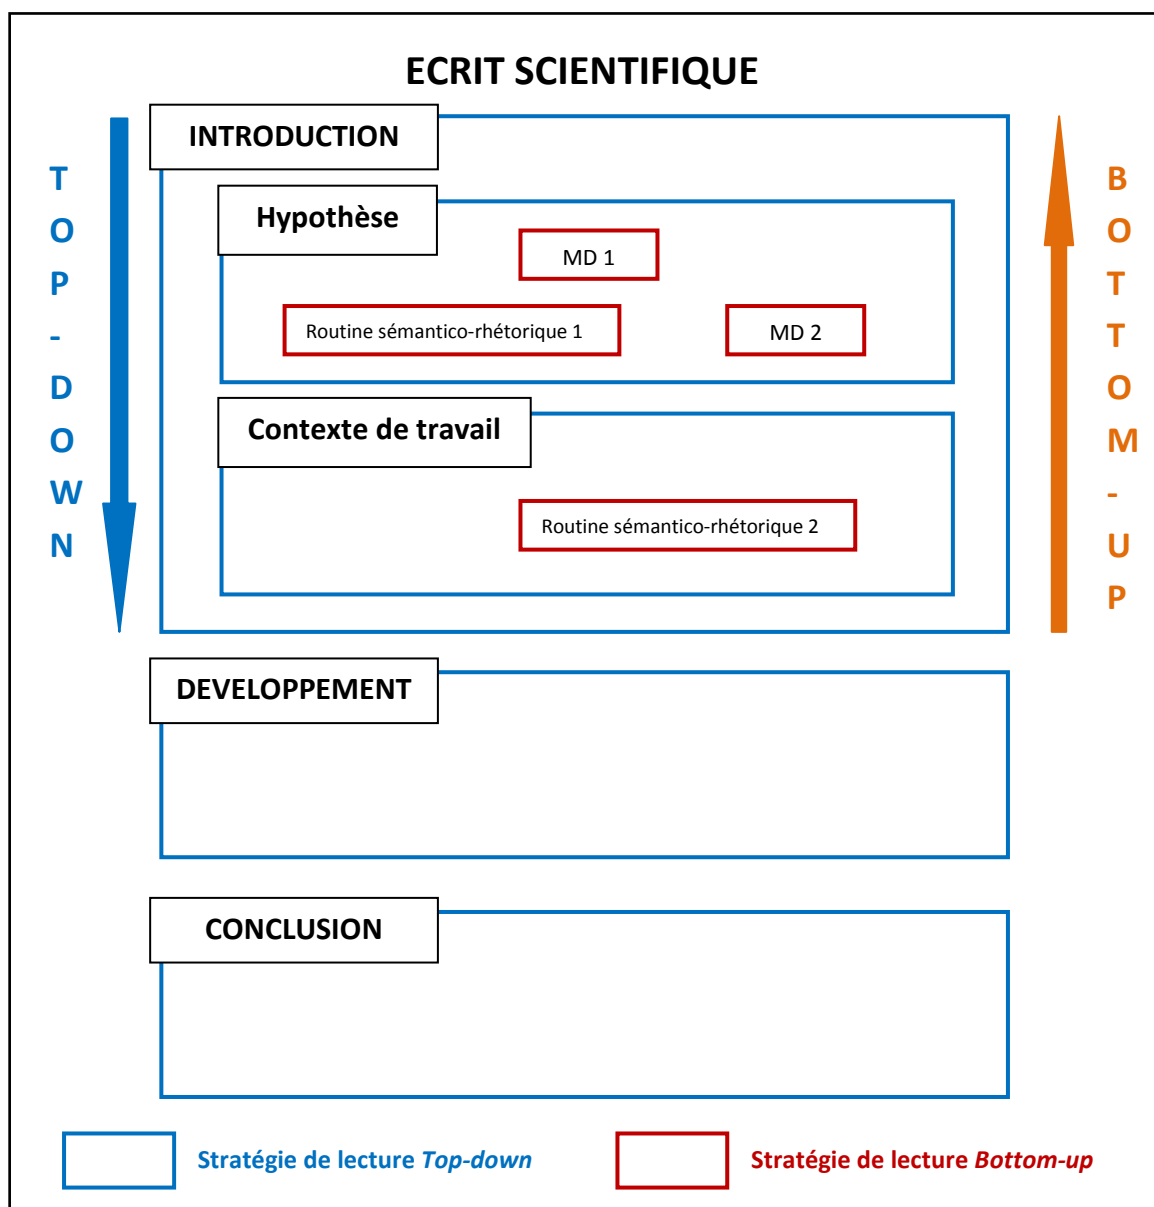 ECRIT SCIENTIFIQUE
INTRODUCTION
TOP-DOWN
BOTTOM-UP
Hypothèse
MD 1
Routine sémantico-rhétorique 1
MD 2
Contexte de travail
Routine sémantico-rhétorique 2
DEVELOPPEMENT
CONCLUSION
Stratégie de lecture Top-down
Stratégie de lecture Bottom-up